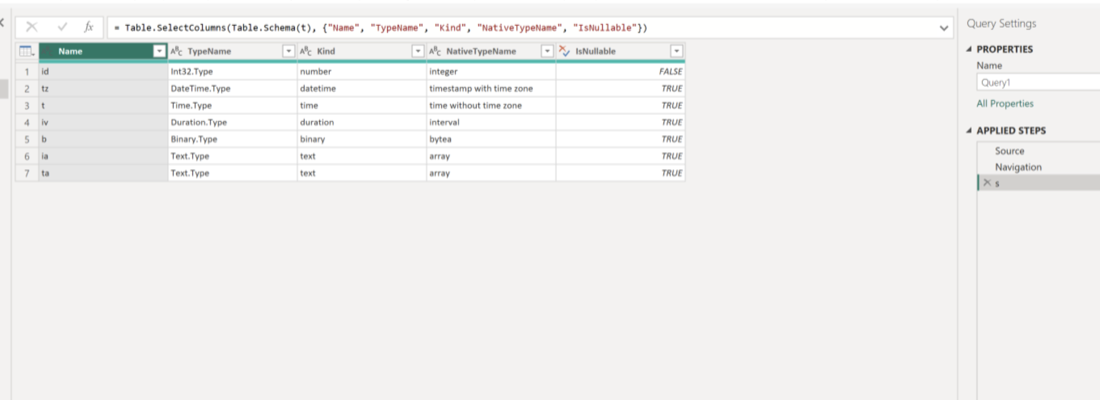 = Table.SelectColumns(Table.Schema(t), {"Name", "TypeName", "Kind", "NativeTypeName", "IsNullable"})
Name TypeName Kind NativeTypeName IsNullable
1 id Int32.Type number integer FALSE
2 tz DateTime.Type datetime timestamp with time zone TRUE
3 t Time.Type time time without time zone TRUE
4 iv Duration.Type duration interval TRUE
5 b Binary.Type binary bytea TRUE
6 ia Text.Type text array TRUE
7 ta Text.Type text array TRUE
Query Settings
PROPERTIES
Name
Query1
All Properties
APPLIED STEPS
Source
Navigation
s